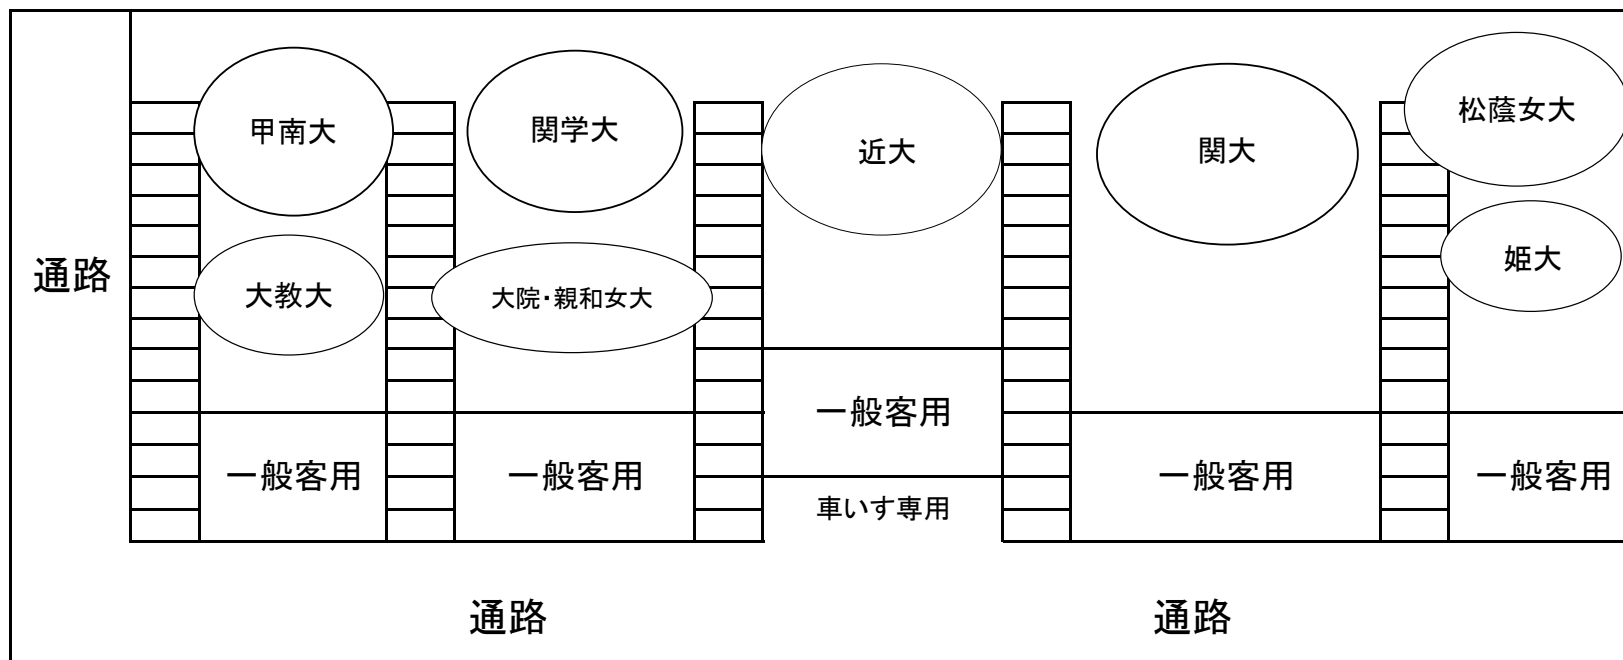 甲南大
関学大
近大
関大
松蔭女大
通路
大教大
大院・親和女大
姫大
一般客用
一般客用
一般客用
一般客用
一般客用
車いす専用
通路
通路